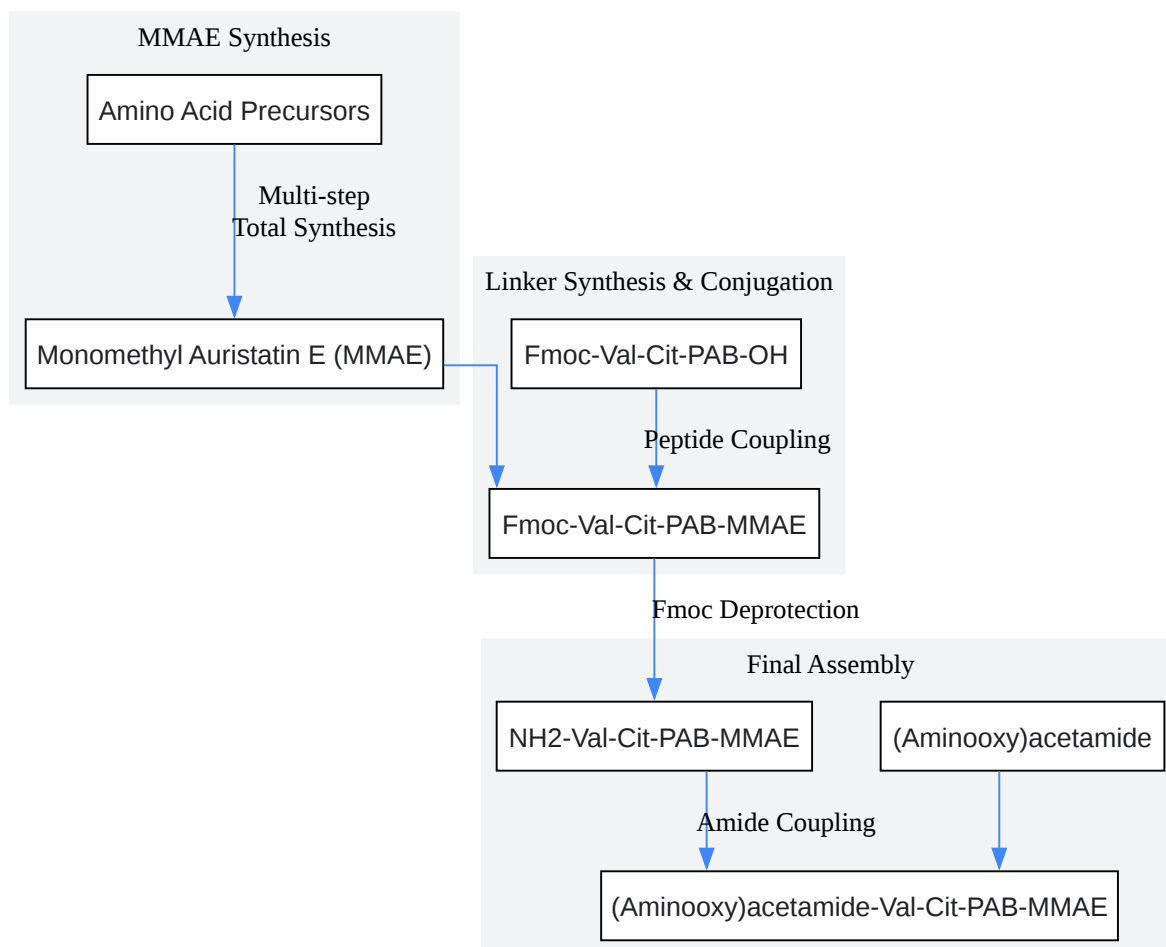 MMAE Synthesis
Amino Acid Precursors
Multi-step
Total Synthesis
Monomethyl Auristatin E (MMAE)
Linker Synthesis & Conjugation
Fmoc-Val-Cit-PAB-OH
Peptide Coupling
Fmoc-Val-Cit-PAB-MMAE
Fmoc Deprotection
Final Assembly
NH2-Val-Cit-PAB-MMAE
(Aminooxy)acetamide
Amide Coupling
(Aminooxy)acetamide-Val-Cit-PAB-MMAE